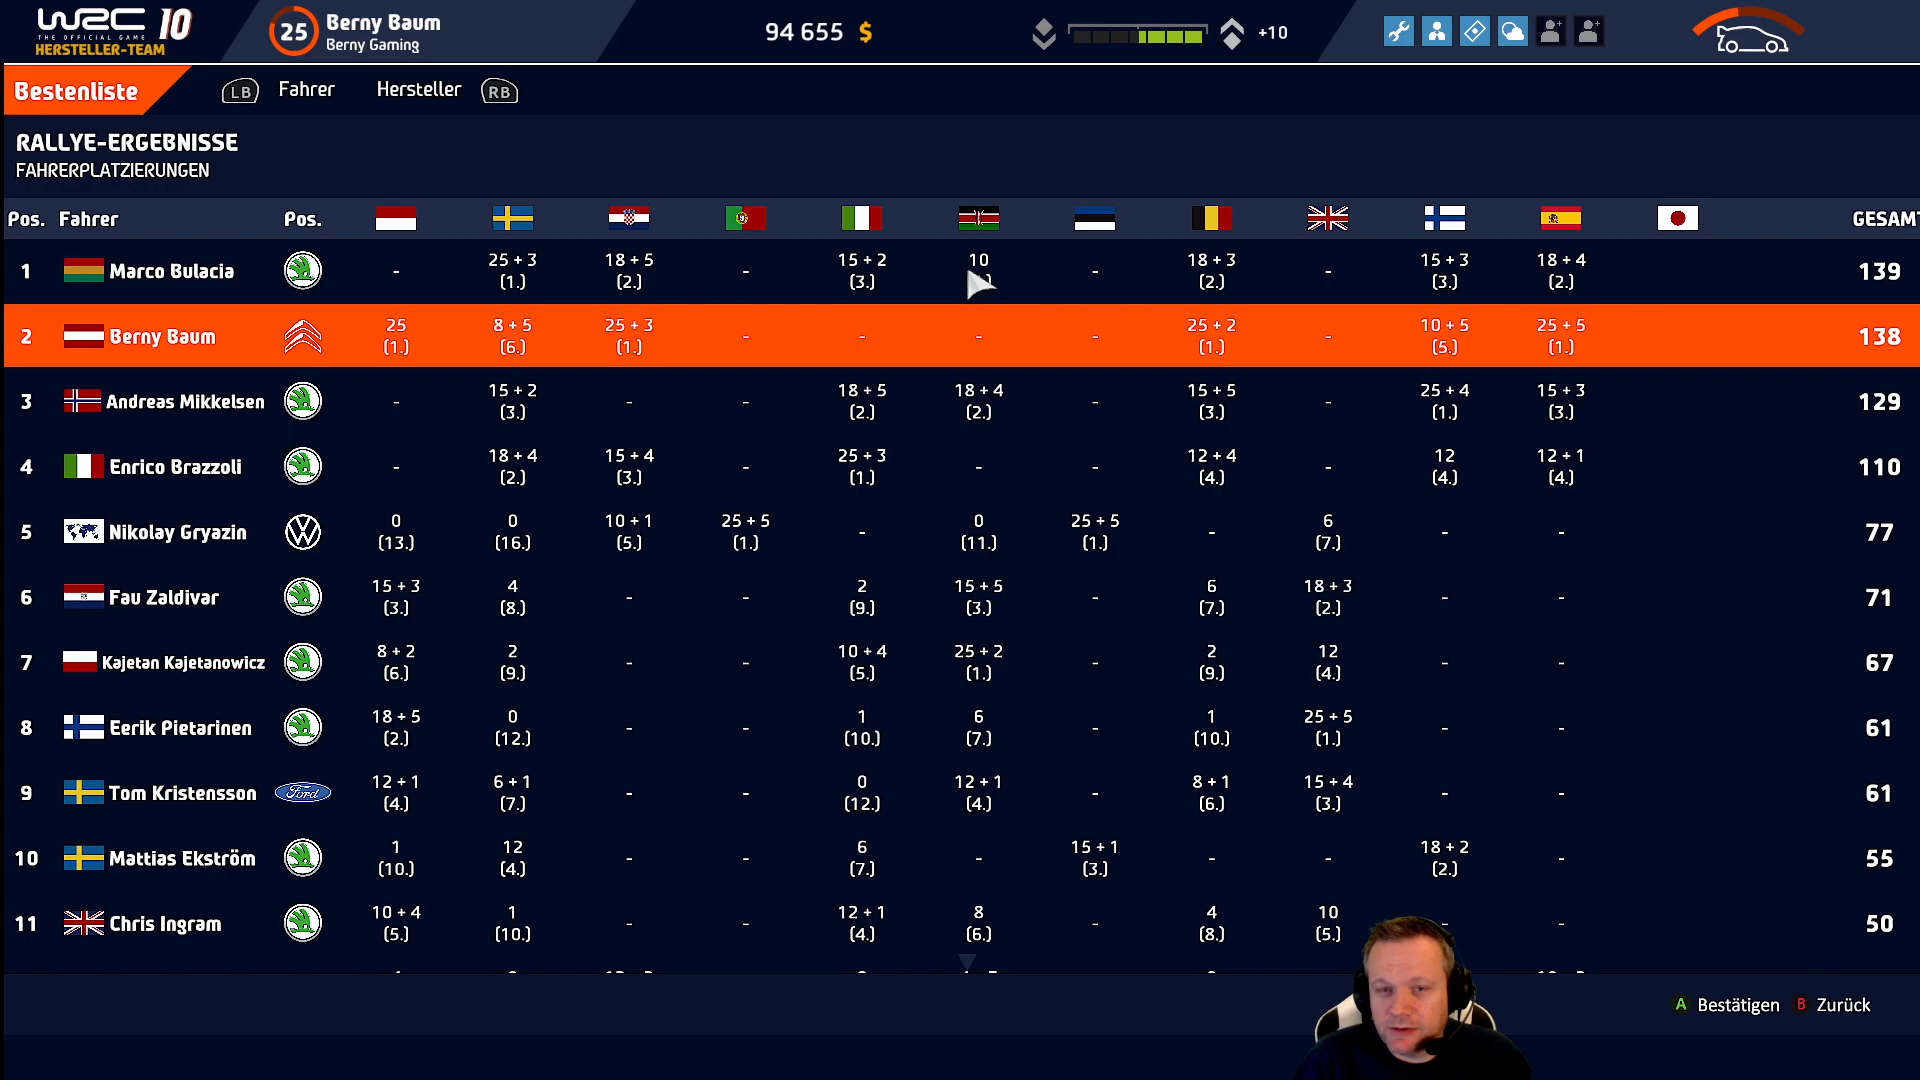 WRC 10
THE OFFICIAL GAME
HERSTELLER-TEAM
25
Berny Baum
Berny Gaming
94 655 $
+10
Bestenliste
LB Fahrer Hersteller RB
RALLYE-ERGEBNISSE
FAHRERPLATZIERUNGEN
Pos. Fahrer Pos. GESAMT
1 Marco Bulacia - 25 + 3 (1.) 18 + 5 (2.) - 15 + 2 (3.) 10 - 18 + 3 (2.) - 15 + 3 (3.) 18 + 4 (2.) 139
2 Berny Baum 25 (1.) 8 + 5 (6.) 25 + 3 (1.) - - - - 25 + 2 (1.) - 10 + 5 (5.) 25 + 5 (1.) 138
3 Andreas Mikkelsen - 15 + 2 (3.) - - 18 + 5 (2.) 18 + 4 (2.) - 15 + 5 (3.) - 25 + 4 (1.) 15 + 3 (3.) 129
4 Enrico Brazzoli - 18 + 4 (2.) 15 + 4 (3.) - 25 + 3 (1.) - - 12 + 4 (4.) - 12 (4.) 12 + 1 (4.) 110
5 Nikolay Gryazin 0 (13.) 0 (16.) 10 + 1 (5.) 25 + 5 (1.) - 0 (11.) 25 + 5 (1.) - 6 (7.) - - 77
6 Fau Zaldivar 15 + 3 (3.) 4 (8.) - - 2 (9.) 15 + 5 (3.) - 6 (7.) 18 + 3 (2.) - - 71
7 Kajetan Kajetanowicz 8 + 2 (6.) 2 (9.) - - 10 + 4 (5.) 25 + 2 (1.) - 2 (9.) 12 (4.) - - 67
8 Eerik Pietarinen 18 + 5 (2.) 0 (12.) - - 1 (10.) 6 (7.) - 1 (10.) 25 + 5 (1.) - - 61
9 Ford Tom Kristensson 12 + 1 (4.) 6 + 1 (7.) - - 0 (12.) 12 + 1 (4.) - 8 + 1 (6.) 15 + 4 (3.) - - 61
10 Mattias Ekström 1 (10.) 12 (4.) - - 6 (7.) - 15 + 1 (3.) - - 18 + 2 (2.) - 55
11 Chris Ingram 10 + 4 (5.) 1 (10.) - - 12 + 1 (4.) 8 (6.) - 4 (8.) 10 (5.) - - 50
A Bestätigen B Zurück